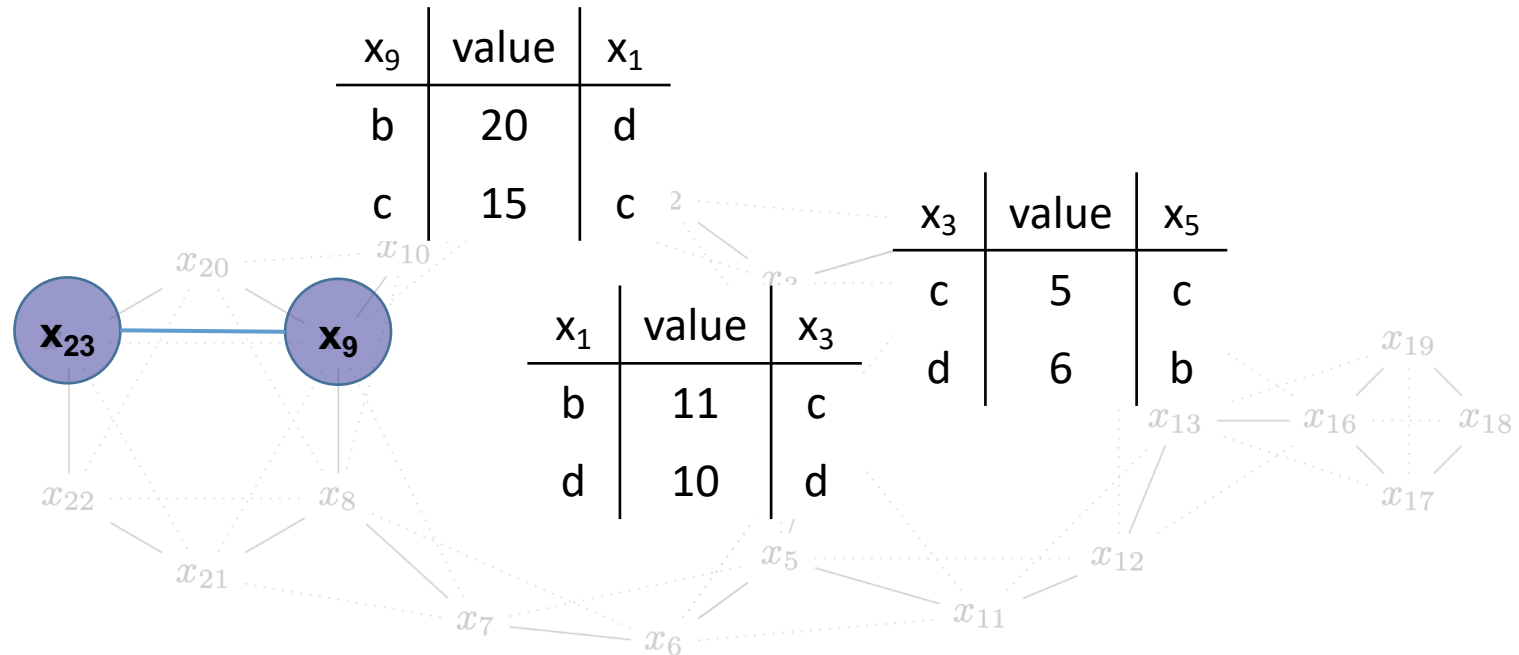 x₉ value x₁
b 20 d
c 15 c
2
x₃ value x₅
c 5 c
d 6 b
x₁₀
x₂₀
x₂₃
x₉
x₁ value x₃
b 11 c
d 10 d
x₁₉
x₁₃
x₁₆
x₁₈
x₂₂
x₈
x₁₇
x₅
x₁₂
x₂₁
x₇
x₆
x₁₁